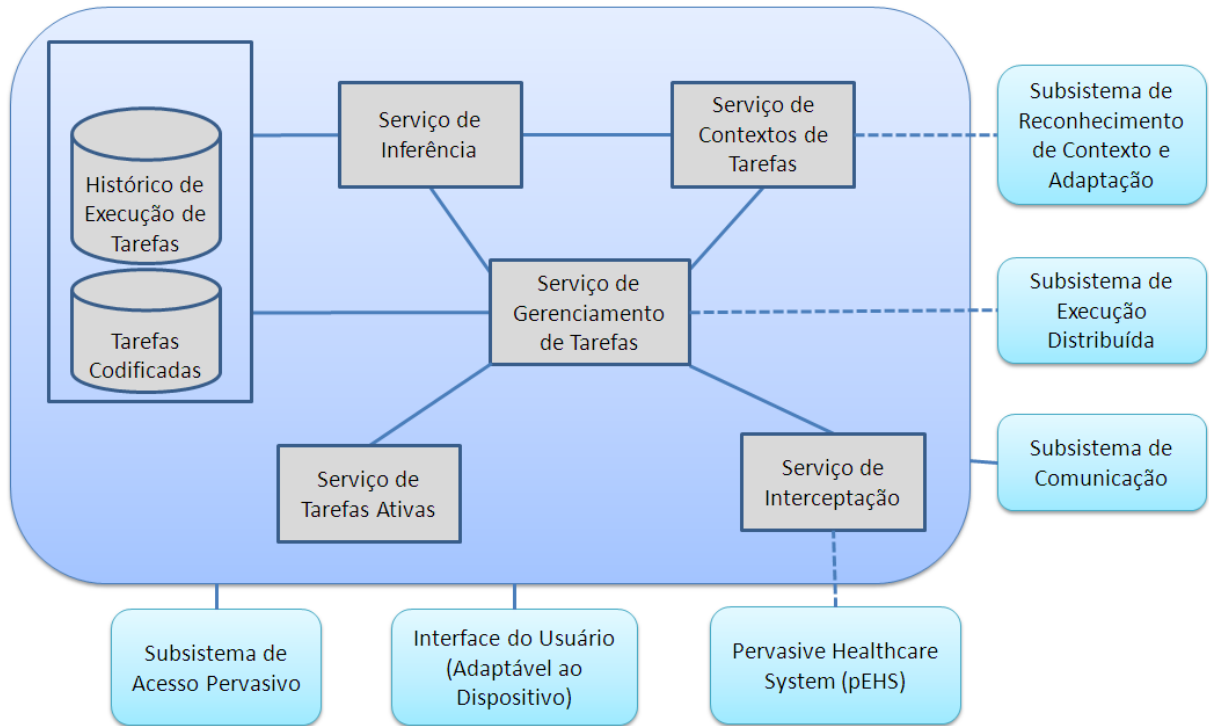 Histórico de
Execução de
Tarefas
Tarefas
Codificadas
Serviço de
Inferência
Serviço de
Contextos de
Tarefas
Subsistema de
Reconhecimento
de Contexto e
Adaptação
Serviço de
Gerenciamento
de Tarefas
Subsistema de
Execução
Distribuída
Serviço de
Tarefas Ativas
Serviço de
Interceptação
Subsistema de
Comunicação
Subsistema de
Acesso Pervasivo
Interface do Usuário
(Adaptável ao
Dispositivo)
Pervasive Healthcare
System (pEHS)